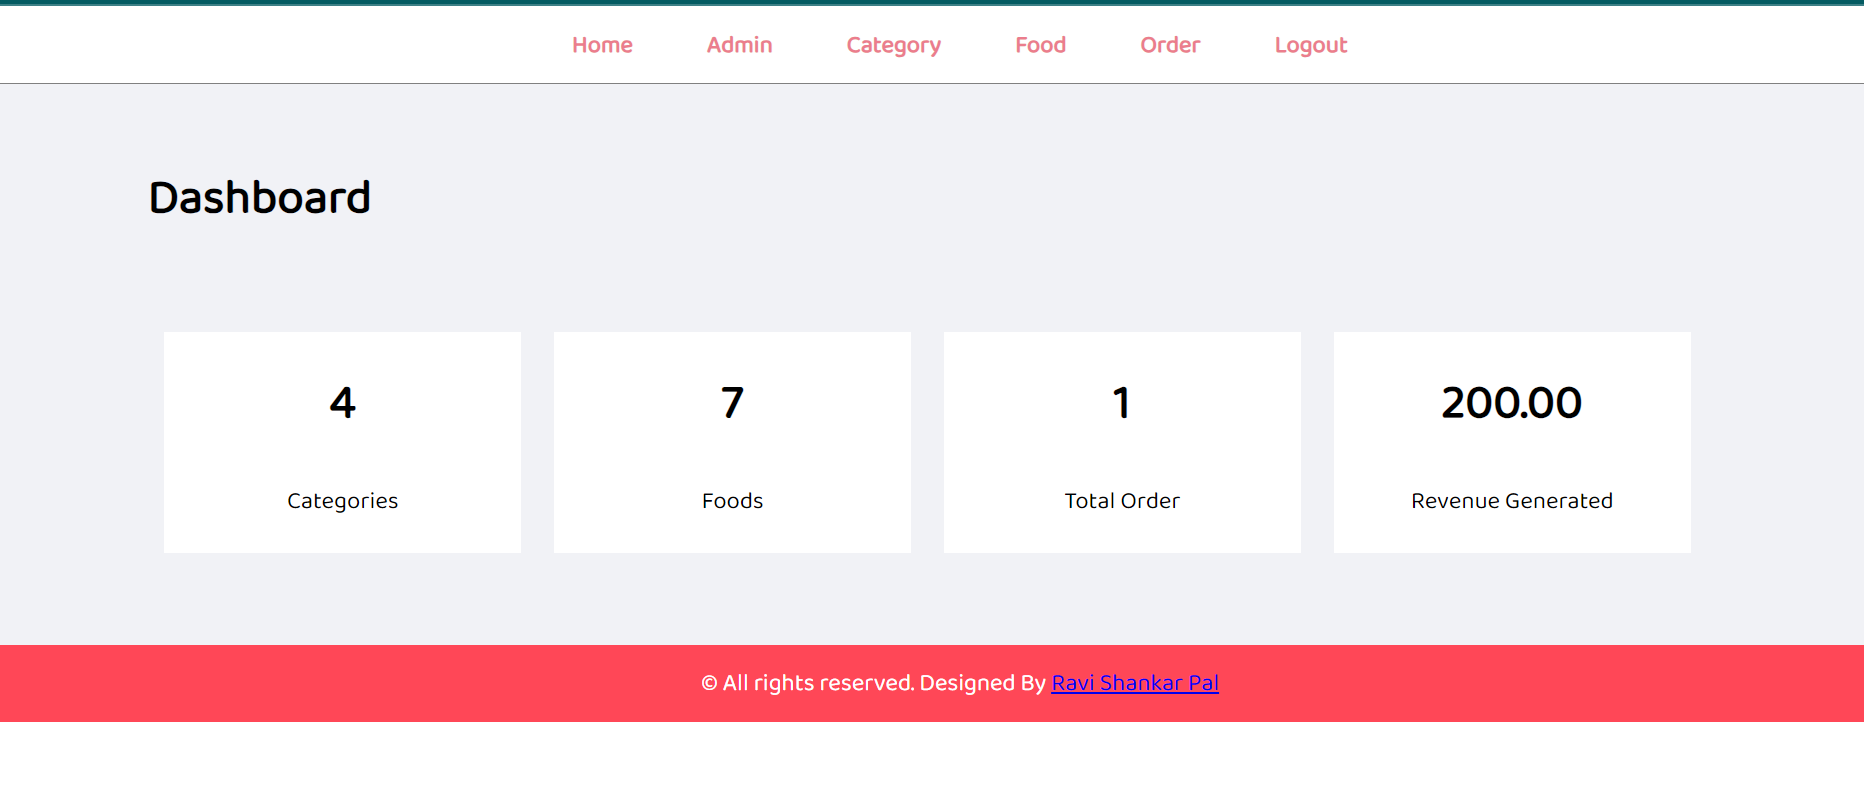 Home Admin Category Food Order Logout
Dashboard
4
Categories
7
Foods
1
Total Order
200.00
Revenue Generated
© All rights reserved. Designed By Ravi Shankar Pal